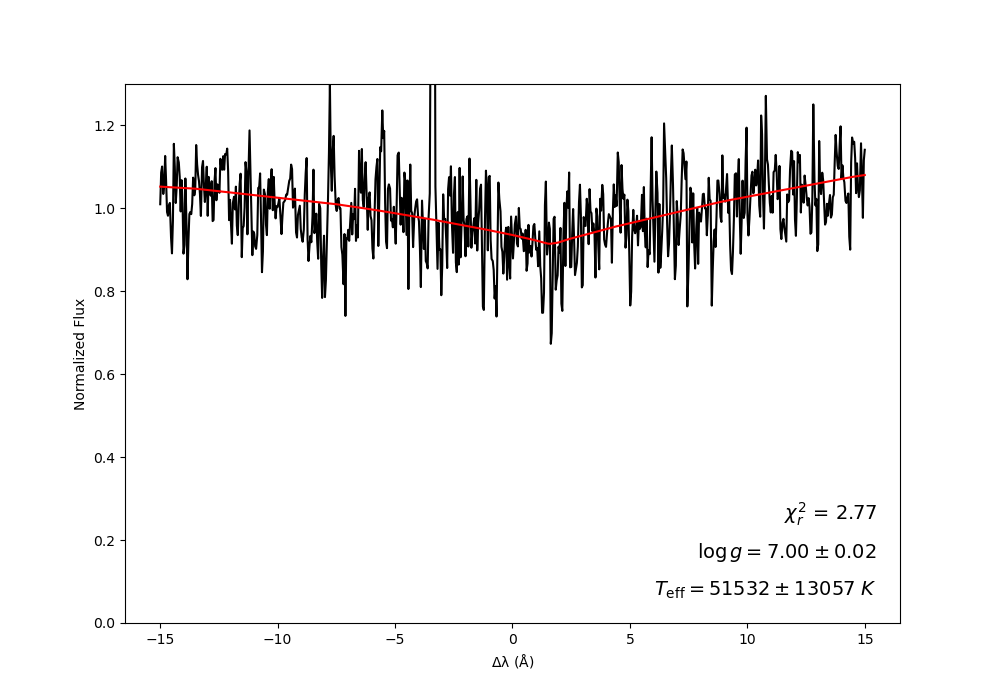 Normalized Flux
1.2
1.0
0.8
0.6
0.4
0.2
0.0
χ²ᵣ = 2.77
log g = 7.00 ± 0.02
T_eff = 51532 ± 13057 K
−15 −10 −5 0 5 10 15
Δλ (Å)